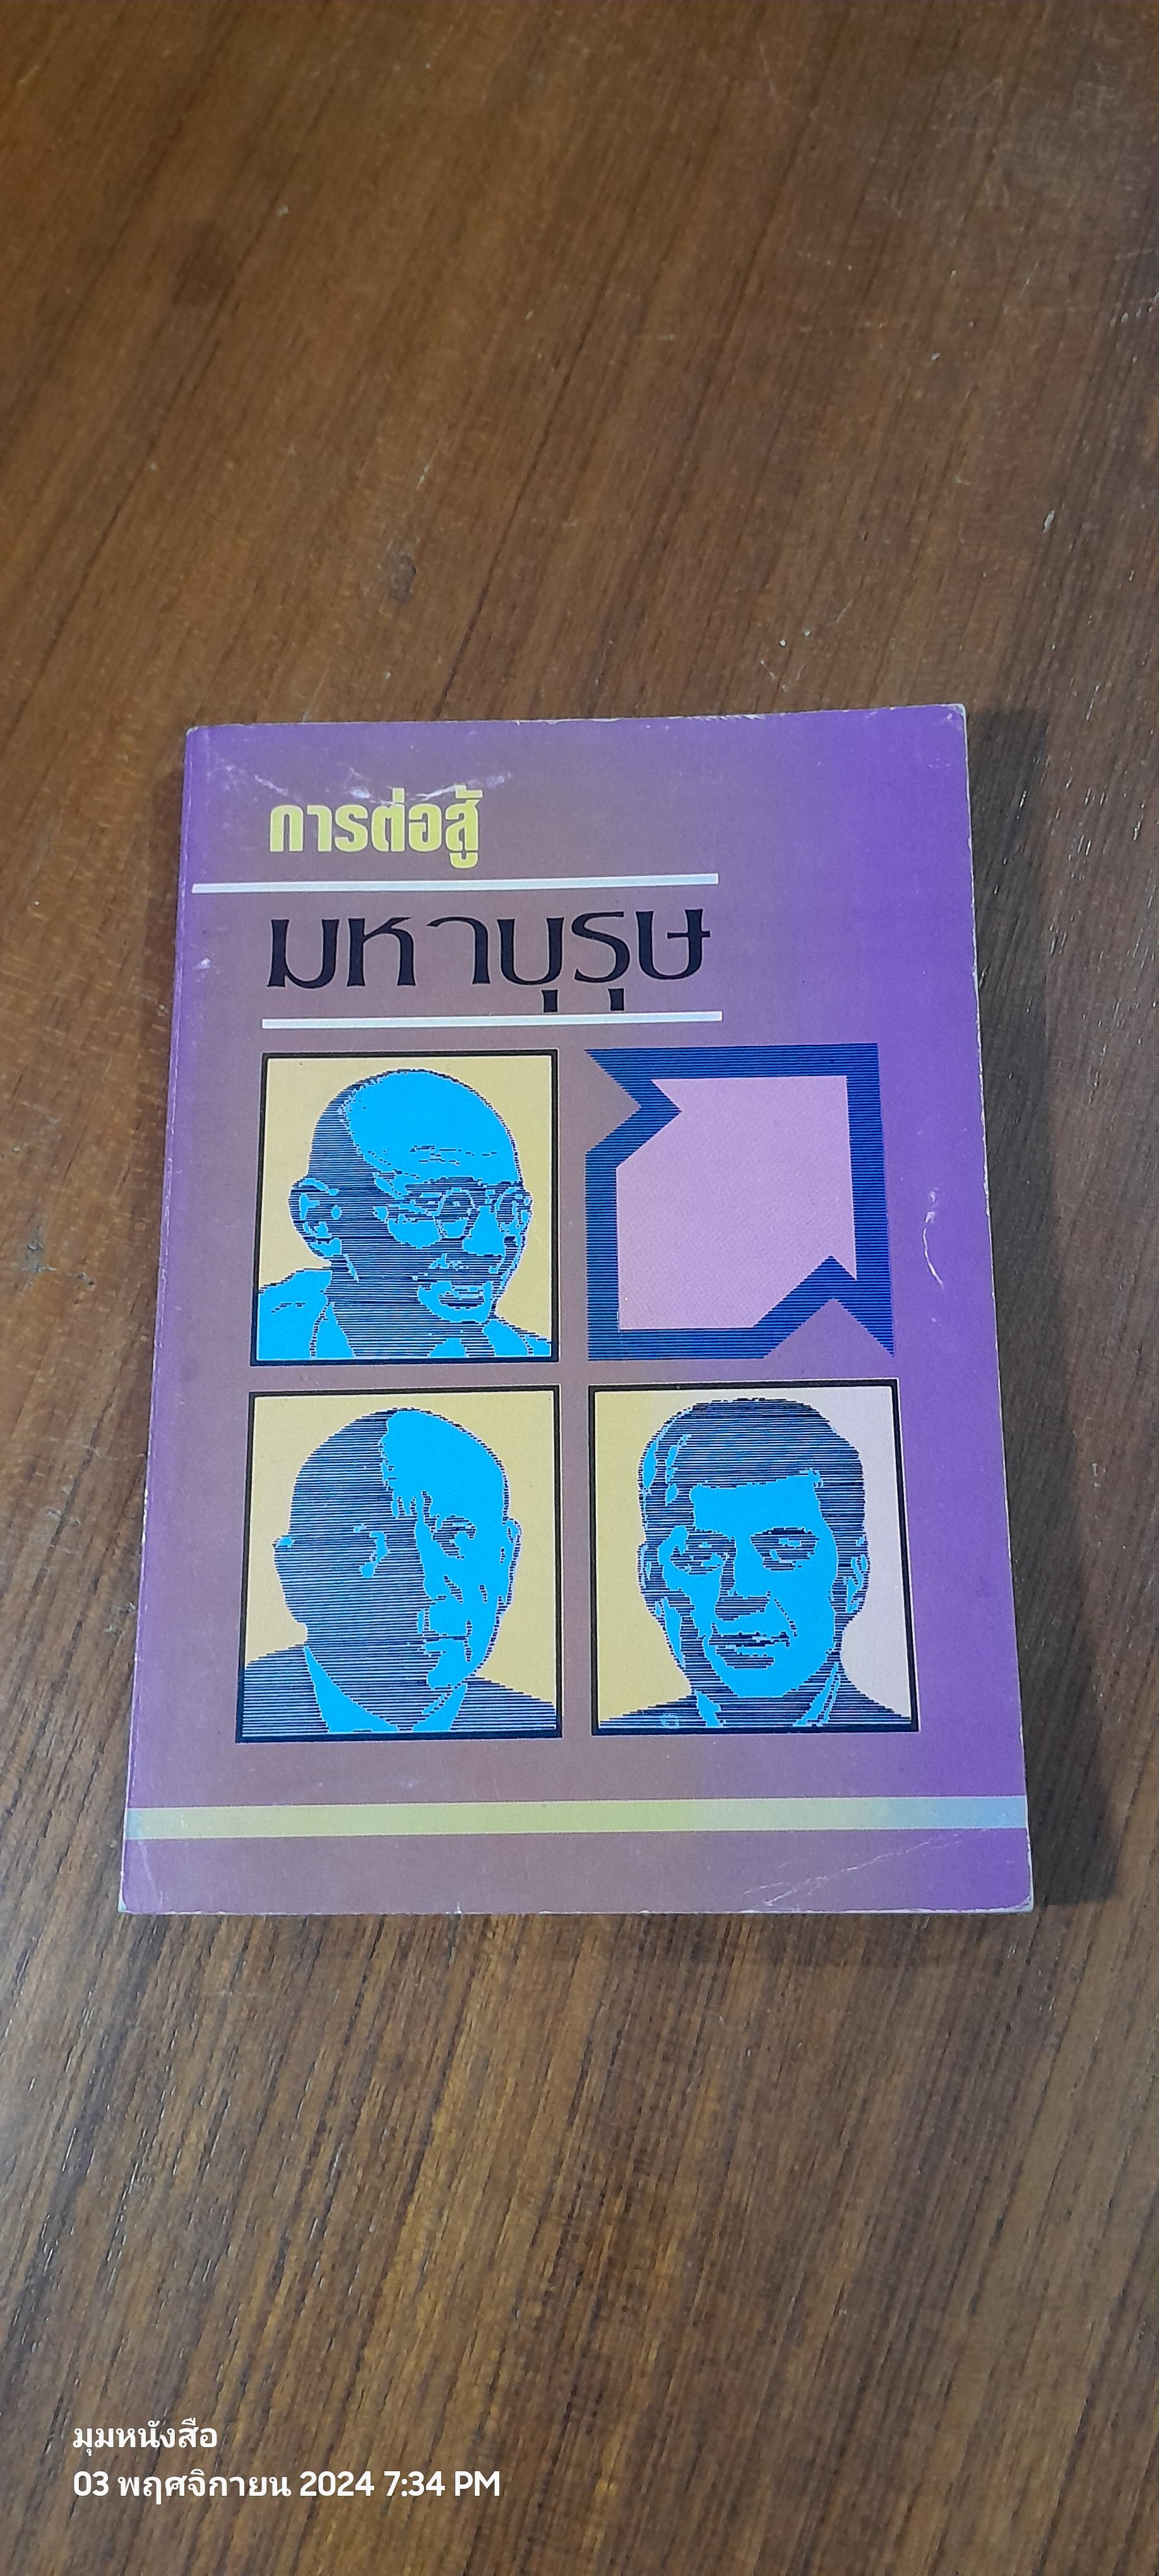 การต่อสู้
มหาบุรุษ
มุมหนังสือ
03 พฤศจิกายน 2024 7:34 PM